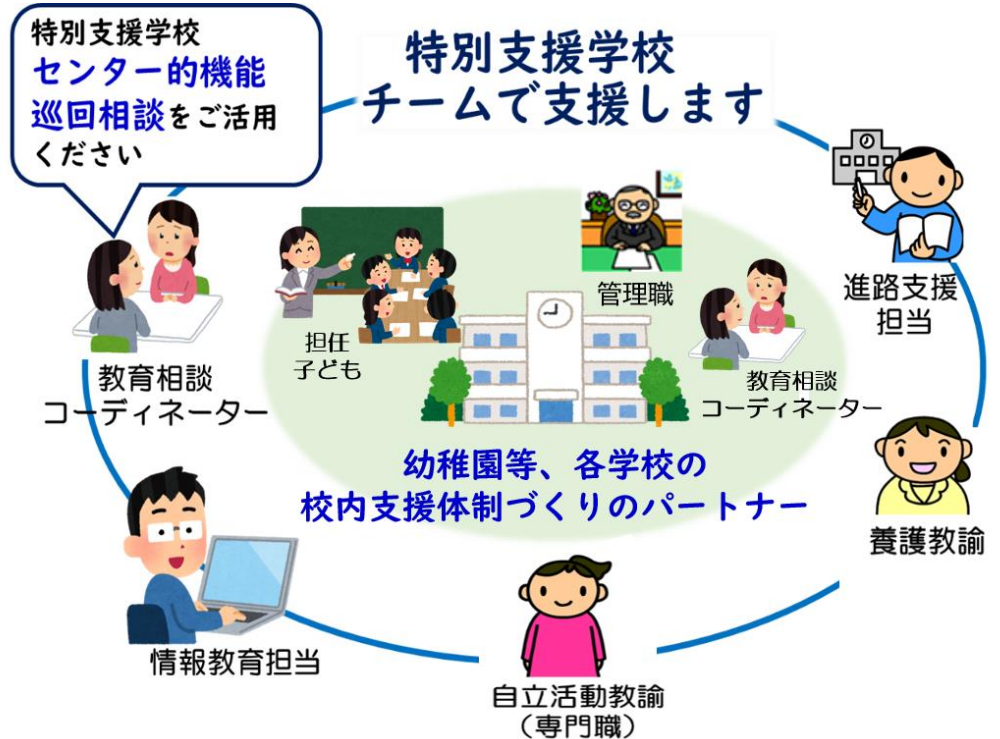 特別支援学校
センター的機能
巡回相談をご活用
ください
特別支援学校
チームで支援します
管理職
担任
子ども
教育相談
コーディネーター
幼稚園等、各学校の
校内支援体制づくりのパートナー
進路支援
担当
養護教諭
自立活動教諭
（専門職）
情報教育担当
教育相談
コーディネーター